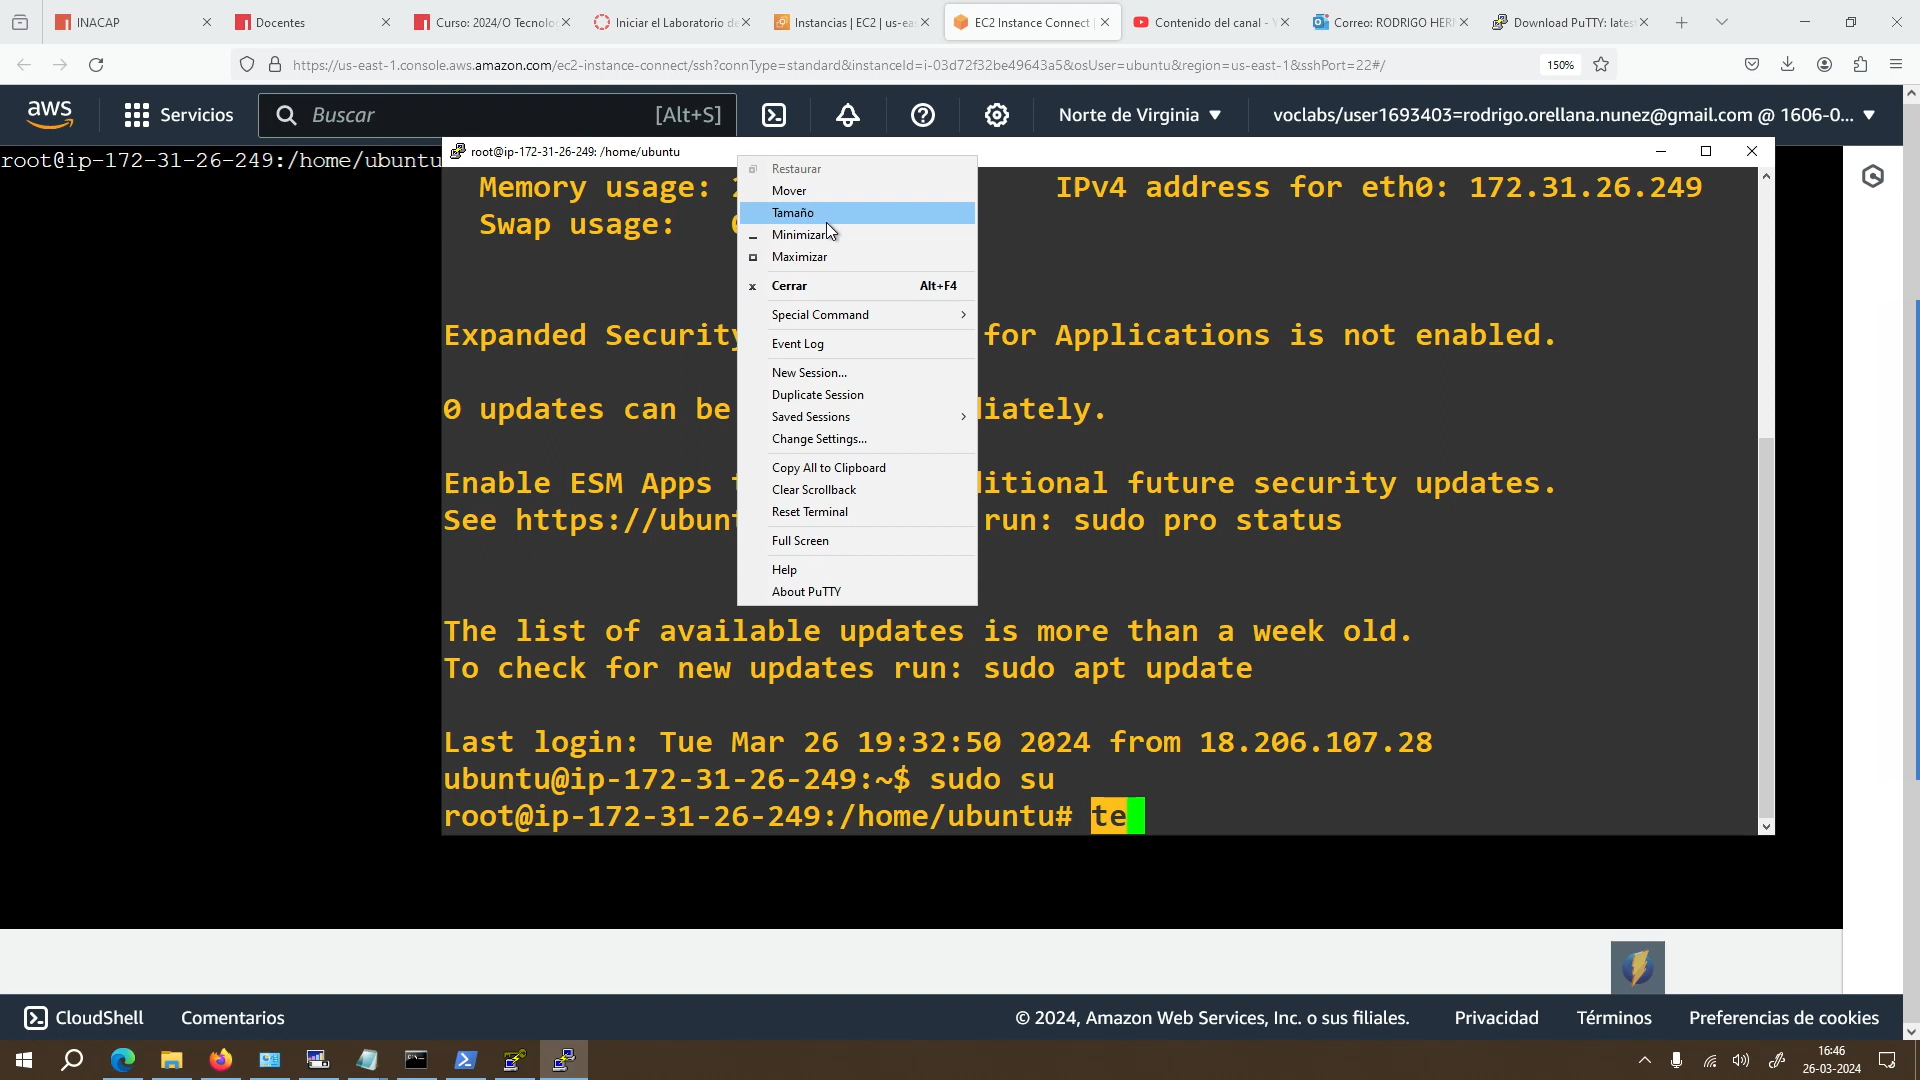 INACAP
Docentes
Curso: 2024/O Tecnolo
Iniciar el Laboratorio de
Instancias | EC2 | us-ea
EC2 Instance Connect |
Contenido del canal - Y
Correo: RODRIGO HER
Download PuTTY: lates
https://us-east-1.console.aws.amazon.com/ec2-instance-connect/ssh?connType=standard&instanceId=i-03d72f32be49643a5&osUser=ubuntu&region=us-east-1&sshPort=22#/
150%
aws
Servicios
Buscar
[Alt+S]
Norte de Virginia
voclabs/user1693403=rodrigo.orellana.nunez@gmail.com @ 1606-0...
root@ip-172-31-26-249:/home/ubuntu
root@ip-172-31-26-249: /home/ubuntu
Memory usage: 2
IPv4 address for eth0: 172.31.26.249
Swap usage:
Expanded Security
for Applications is not enabled.
0 updates can be
diately.
Enable ESM Apps
ditional future security updates.
See https://ubunt
run: sudo pro status
The list of available updates is more than a week old.
To check for new updates run: sudo apt update
Last login: Tue Mar 26 19:32:50 2024 from 18.206.107.28
ubuntu@ip-172-31-26-249:~$ sudo su
root@ip-172-31-26-249:/home/ubuntu# te
Restaurar
Mover
Tamaño
Minimizar
Maximizar
x Cerrar Alt+F4
Special Command
Event Log
New Session...
Duplicate Session
Saved Sessions
Change Settings...
Copy All to Clipboard
Clear Scrollback
Reset Terminal
Full Screen
Help
About PuTTY
CloudShell
Comentarios
© 2024, Amazon Web Services, Inc. o sus filiales.
Privacidad
Términos
Preferencias de cookies
16:46
26-03-2024